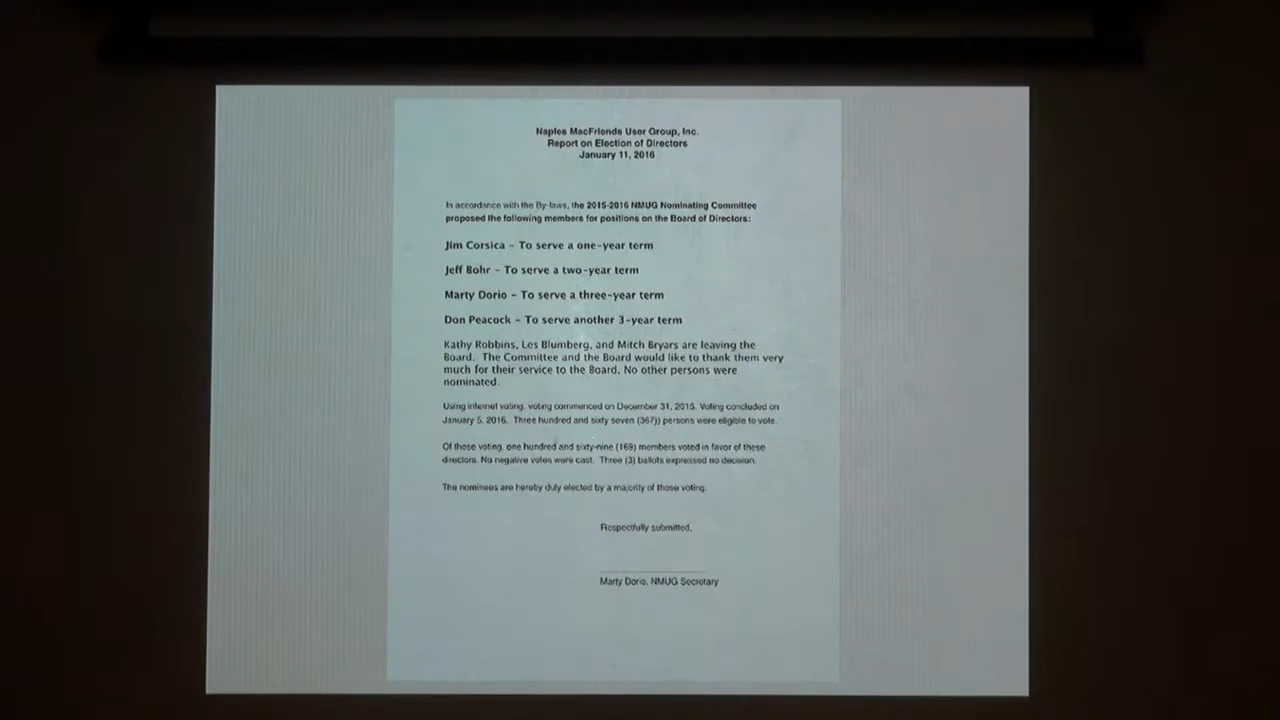 Naples MacFriends User Group, Inc.
Report on Election of Directors
January 11, 2016
In accordance with the By-laws, the 2015-2016 NMUG Nominating Committee
proposed the following members for positions on the Board of Directors:
Jim Corsica – To serve a one-year term
Jeff Bohr – To serve a two-year term
Marty Dorio – To serve a three-year term
Don Peacock – To serve another 3-year term
Kathy Robbins, Les Blumberg, and Mitch Bryars are leaving the
Board. The Committee and the Board would like to thank them very
much for their service to the Board. No other persons were
nominated.
Using internet voting, voting commenced on December 31, 2015. Voting concluded on
January 5, 2016. Three hundred and sixty seven (367)) persons were eligible to vote.
Of those voting, one hundred and sixty-nine (169) members voted in favor of these
directors. No negative votes were cast. Three (3) ballots expressed no decision.
The nominees are hereby duly elected by a majority of those voting.
Respectfully submitted,
Marty Dorio, NMUG Secretary